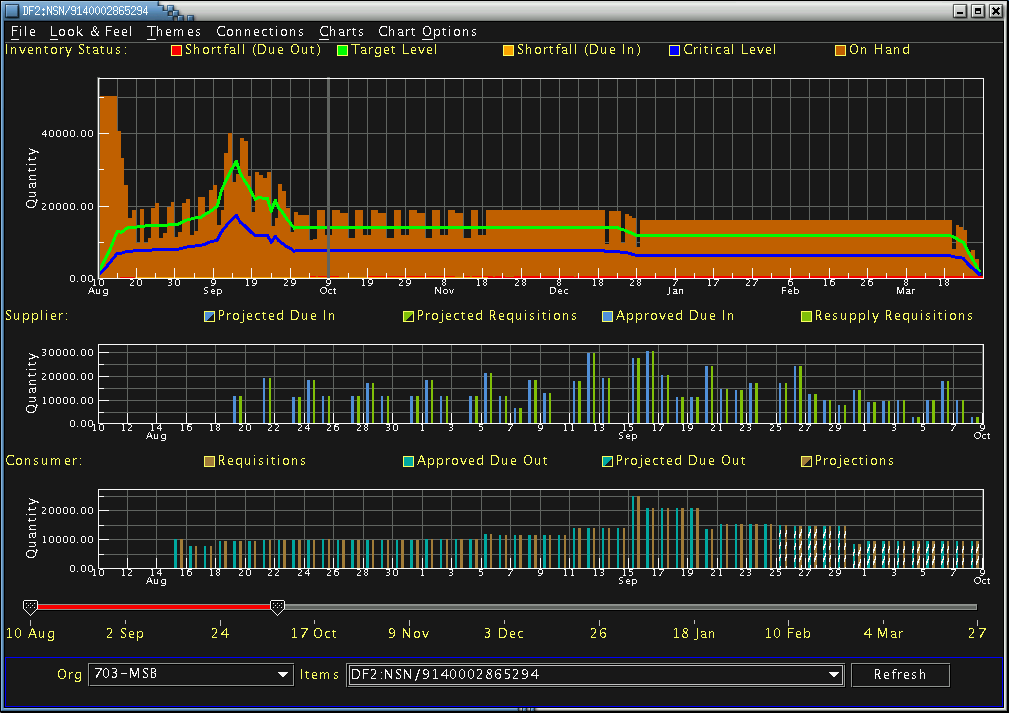 DF2:NSN/9140002865294
File Look & Feel Themes Connections Charts Chart Options
Inventory Status: Shortfall (Due Out) Target Level Shortfall (Due In) Critical Level On Hand
Quantity
40000.00
20000.00
0.00
10 20 30 9 19 29 9 19 29 8 18 28 8 18 28 7 17 27 6 16 26 8 18
Aug Sep Oct Nov Dec Jan Feb Mar
Supplier: Projected Due In Projected Requisitions Approved Due In Resupply Requisitions
Quantity
30000.00
20000.00
10000.00
0.00
10 12 14 16 18 20 22 24 26 28 30 1 3 5 7 9 11 13 15 17 19 21 23 25 27 29 1 3 5 7 9
Aug Sep Oct
Consumer: Requisitions Approved Due Out Projected Due Out Projections
Quantity
20000.00
10000.00
0.00
10 12 14 16 18 20 22 24 26 28 30 1 3 5 7 9 11 13 15 17 19 21 23 25 27 29 1 3 5 7 9
Aug Sep Oct
10 Aug 2 Sep 24 17 Oct 9 Nov 3 Dec 26 18 Jan 10 Feb 4 Mar 27
Org 703-MSB Items DF2:NSN/9140002865294 Refresh